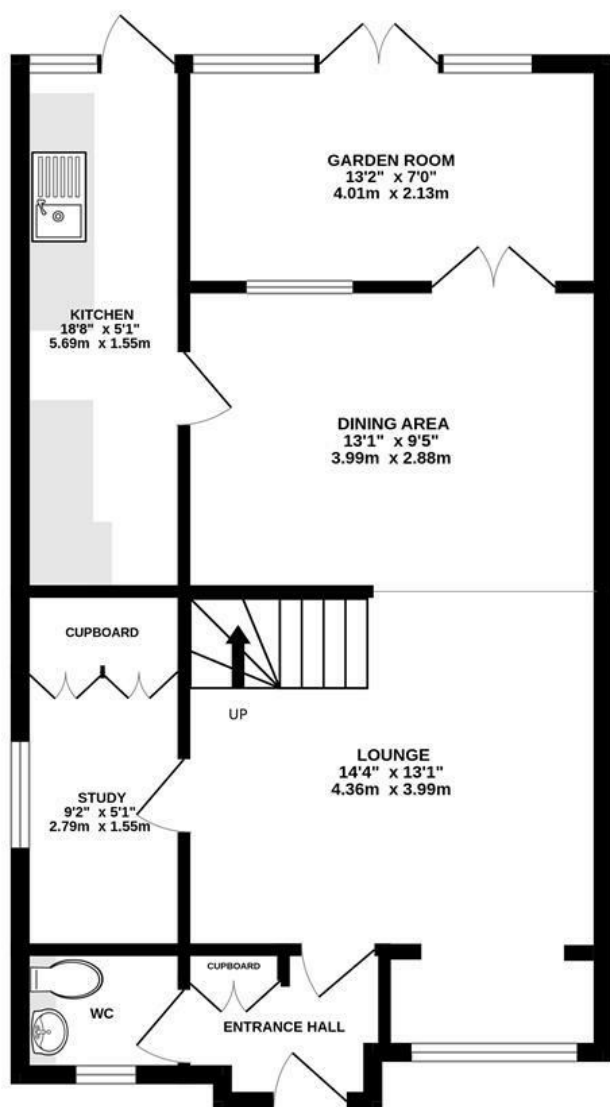 GARDEN ROOM
13'2" x 7'0"
4.01m x 2.13m
KITCHEN
18'8" x 5'1"
5.69m x 1.55m
DINING AREA
13'1" x 9'5"
3.99m x 2.88m
CUPBOARD
UP
LOUNGE
14'4" x 13'1"
4.36m x 3.99m
STUDY
9'2" x 5'1"
2.79m x 1.55m
CUPBOARD
WC
ENTRANCE HALL